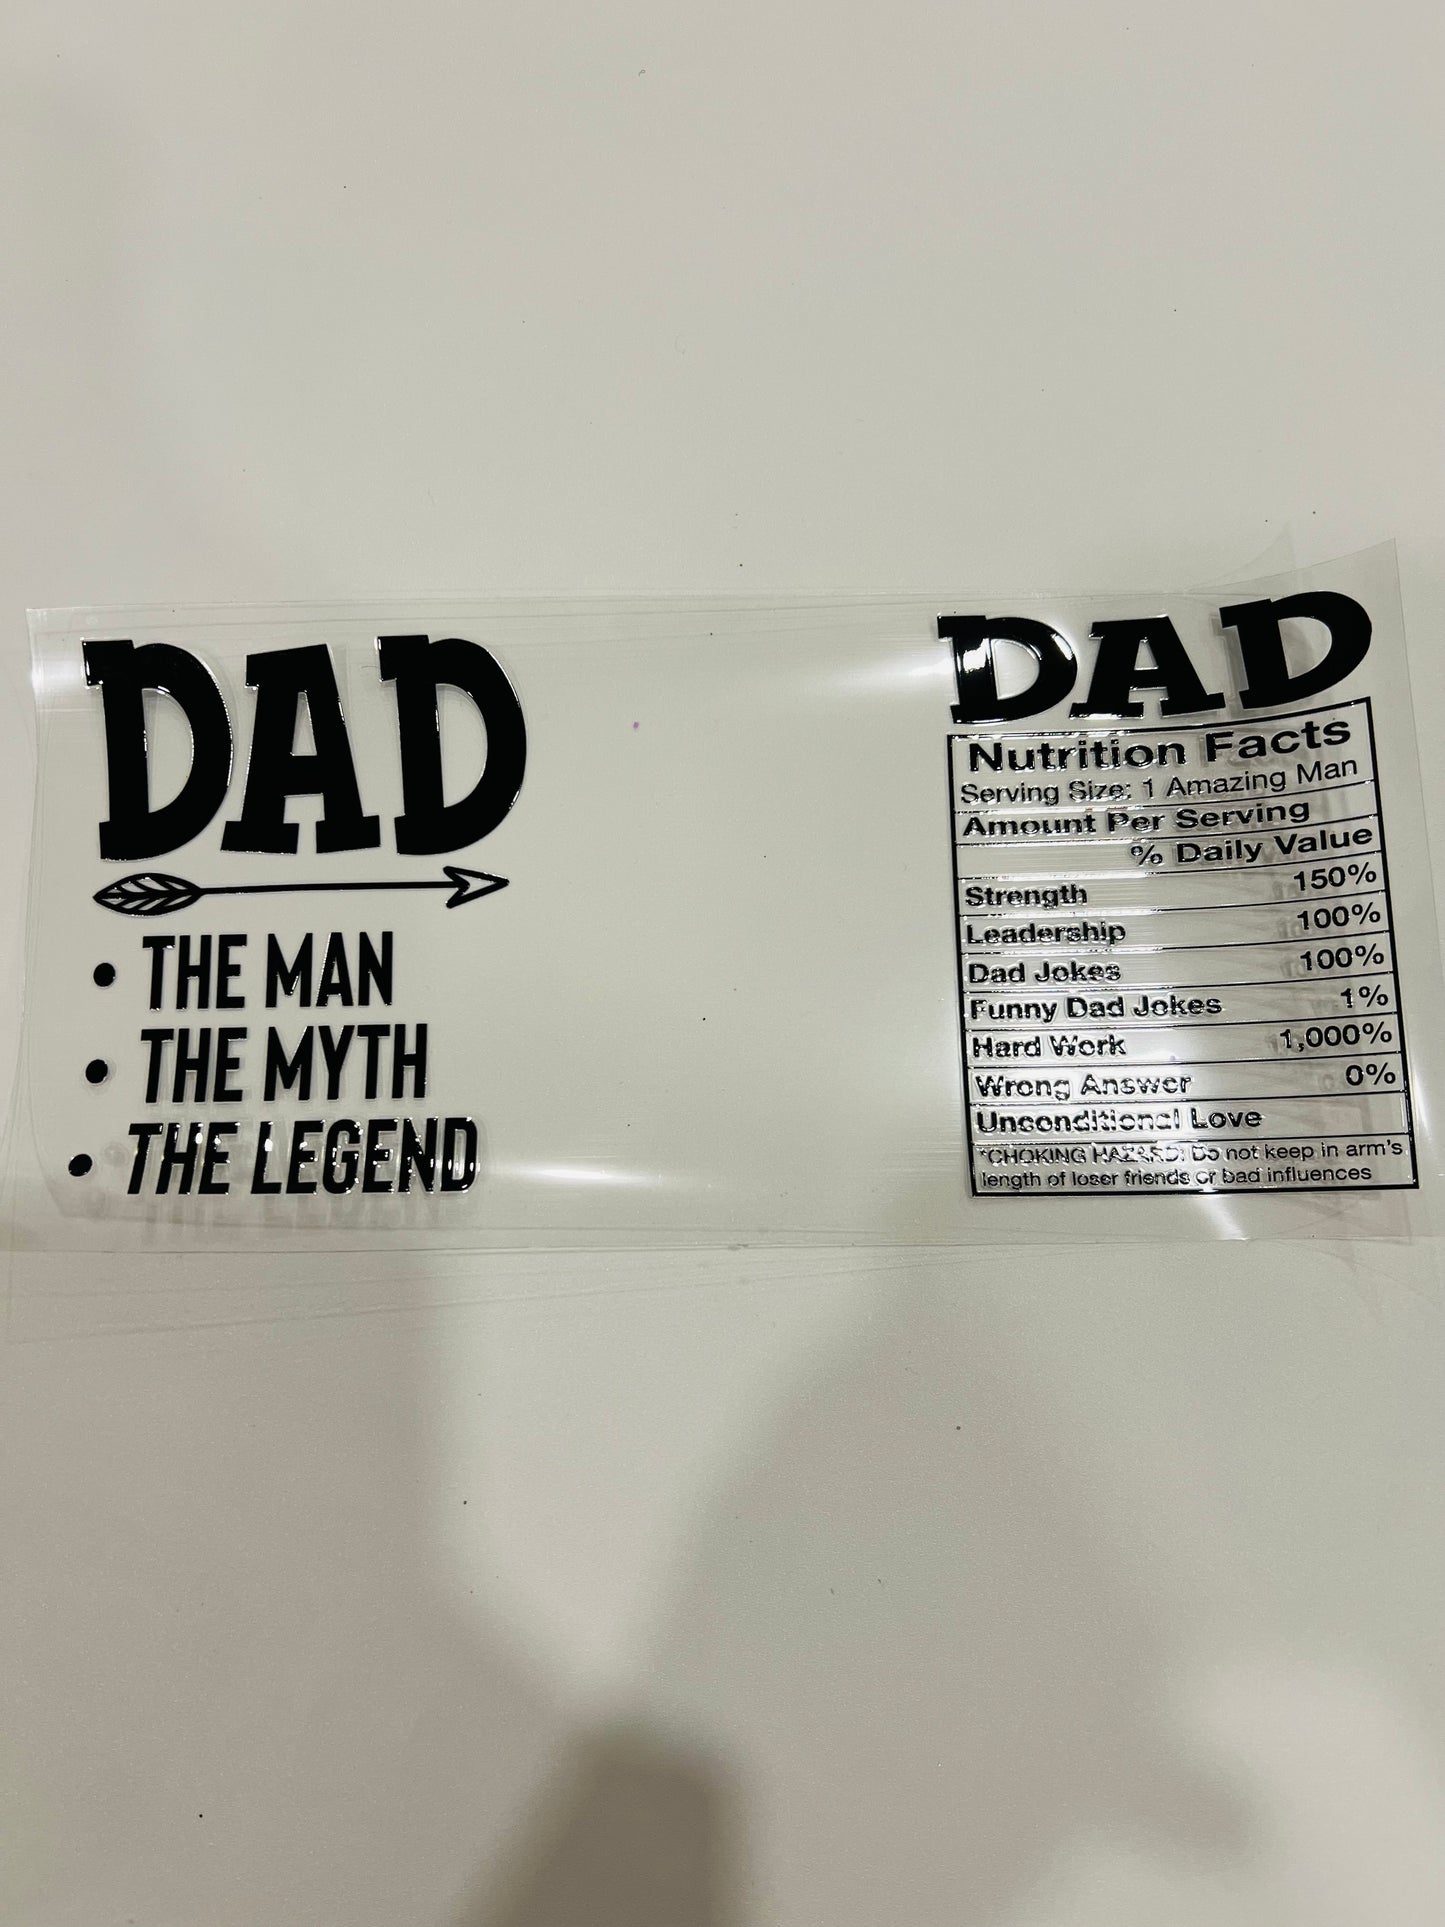 DAD
• THE MAN
• THE MYTH
• THE LEGEND
DAD
Nutrition Facts
Serving Size: 1 Amazing Man
Amount Per Serving
% Daily Value
Strength 150%
Leadership 100%
Dad Jokes 100%
Funny Dad Jokes 1%
Hard Work 1,000%
Wrong Answer 0%
Unconditional Love
*CHOKING HAZARD: Do not keep in arm's
length of loser friends or bad influences